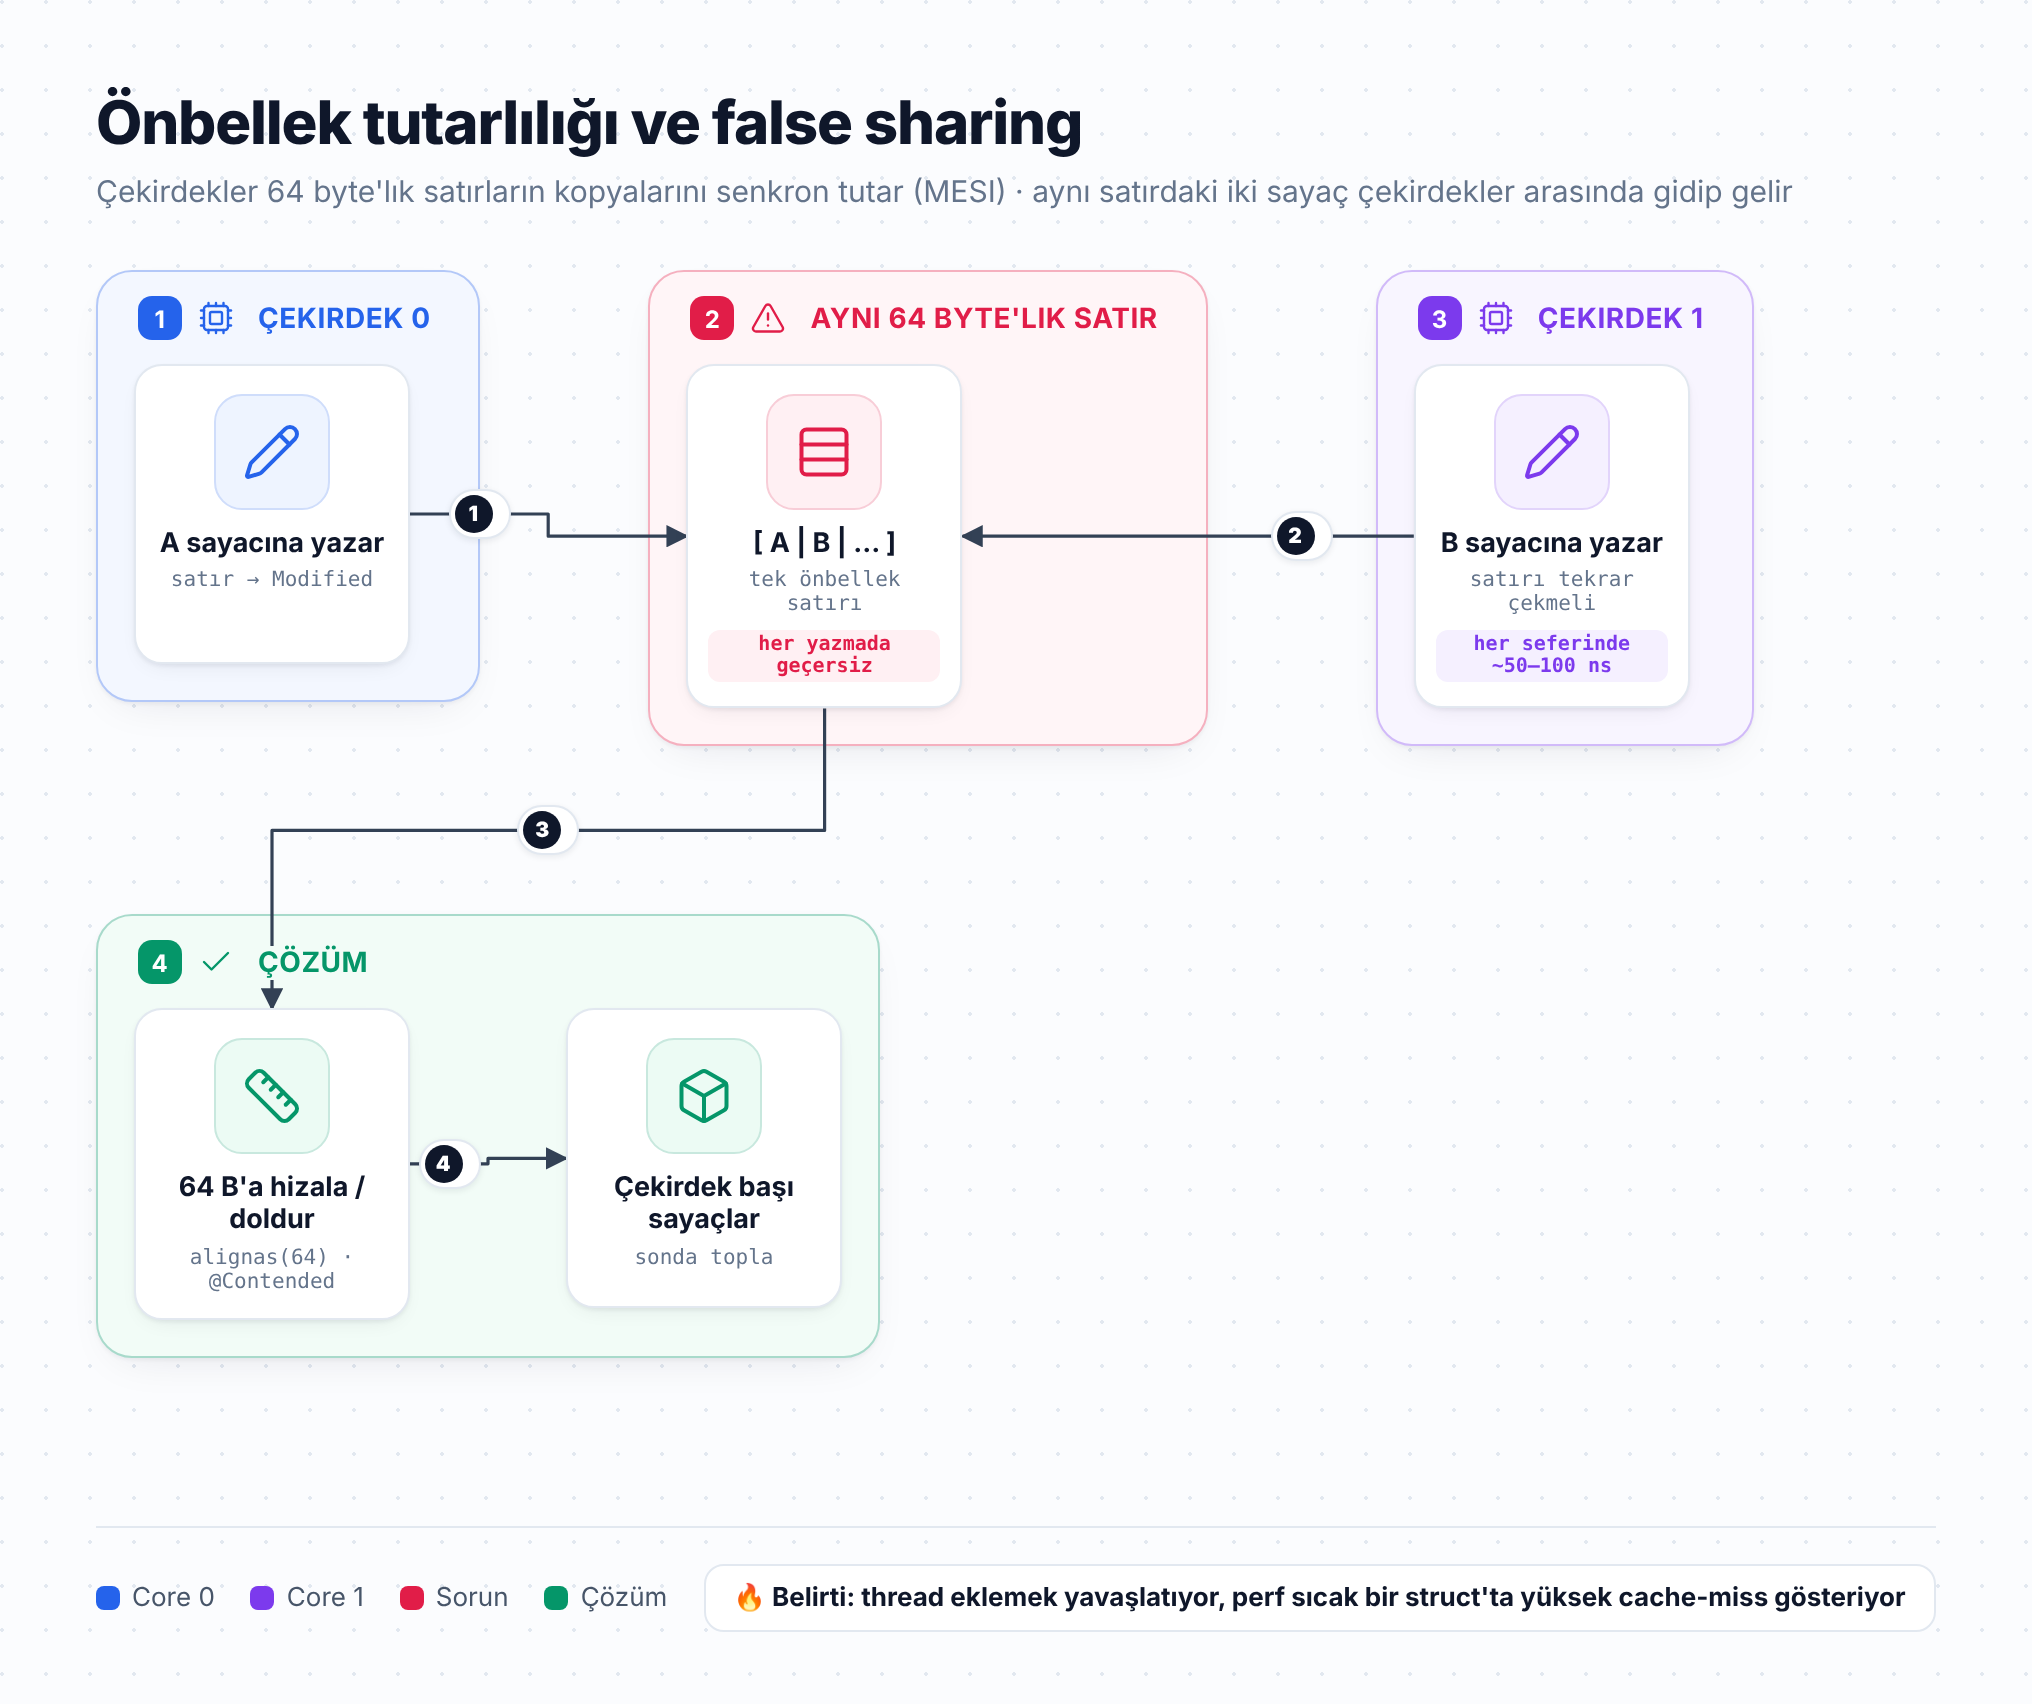 Önbellek tutarlılığı ve false sharing
Çekirdekler 64 byte'lık satırların kopyalarını senkron tutar (MESI) · aynı satırdaki iki sayaç çekirdekler arasında gidip gelir
1 ÇEKIRDEK 0
A sayacına yazar
satır → Modified
1
2 AYNI 64 BYTE'LIK SATIR
[ A | B | … ]
tek önbellek
satırı
her yazmada
geçersiz
2
3 ÇEKIRDEK 1
B sayacına yazar
satırı tekrar
çekmeli
her seferinde
~50–100 ns
3
4 ÇÖZÜM
64 B'a hizala /
doldur
alignas(64) ·
@Contended
4
Çekirdek başı
sayaçlar
sonda topla
Core 0
Core 1
Sorun
Çözüm
🔥 Belirti: thread eklemek yavaşlatıyor, perf sıcak bir struct'ta yüksek cache-miss gösteriyor